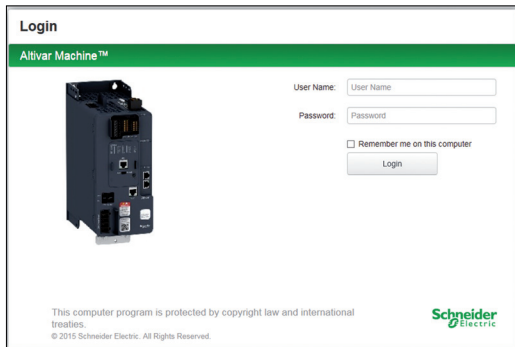 Login
Altivar Machine™
User Name:
User Name
Password:
Password
Remember me on this computer
Login
This computer program is protected by copyright law and international
treaties.
© 2015 Schneider Electric. All Rights Reserved.
Schneider
Electric